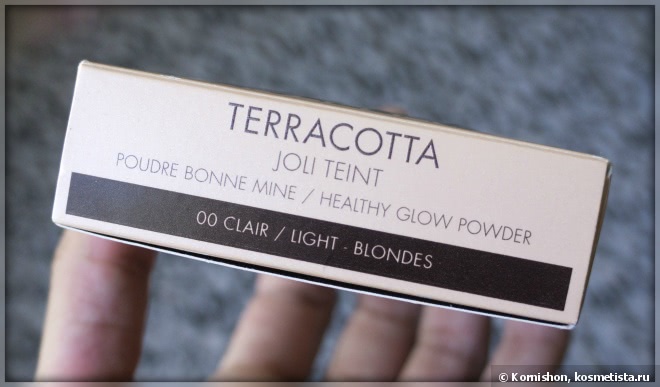 TERRACOTTA
JOLI TEINT
POUDRE BONNE MINE / HEALTHY GLOW POWDER
00 CLAIR / LIGHT - BLONDES
© Komishon, kosmetista.ru